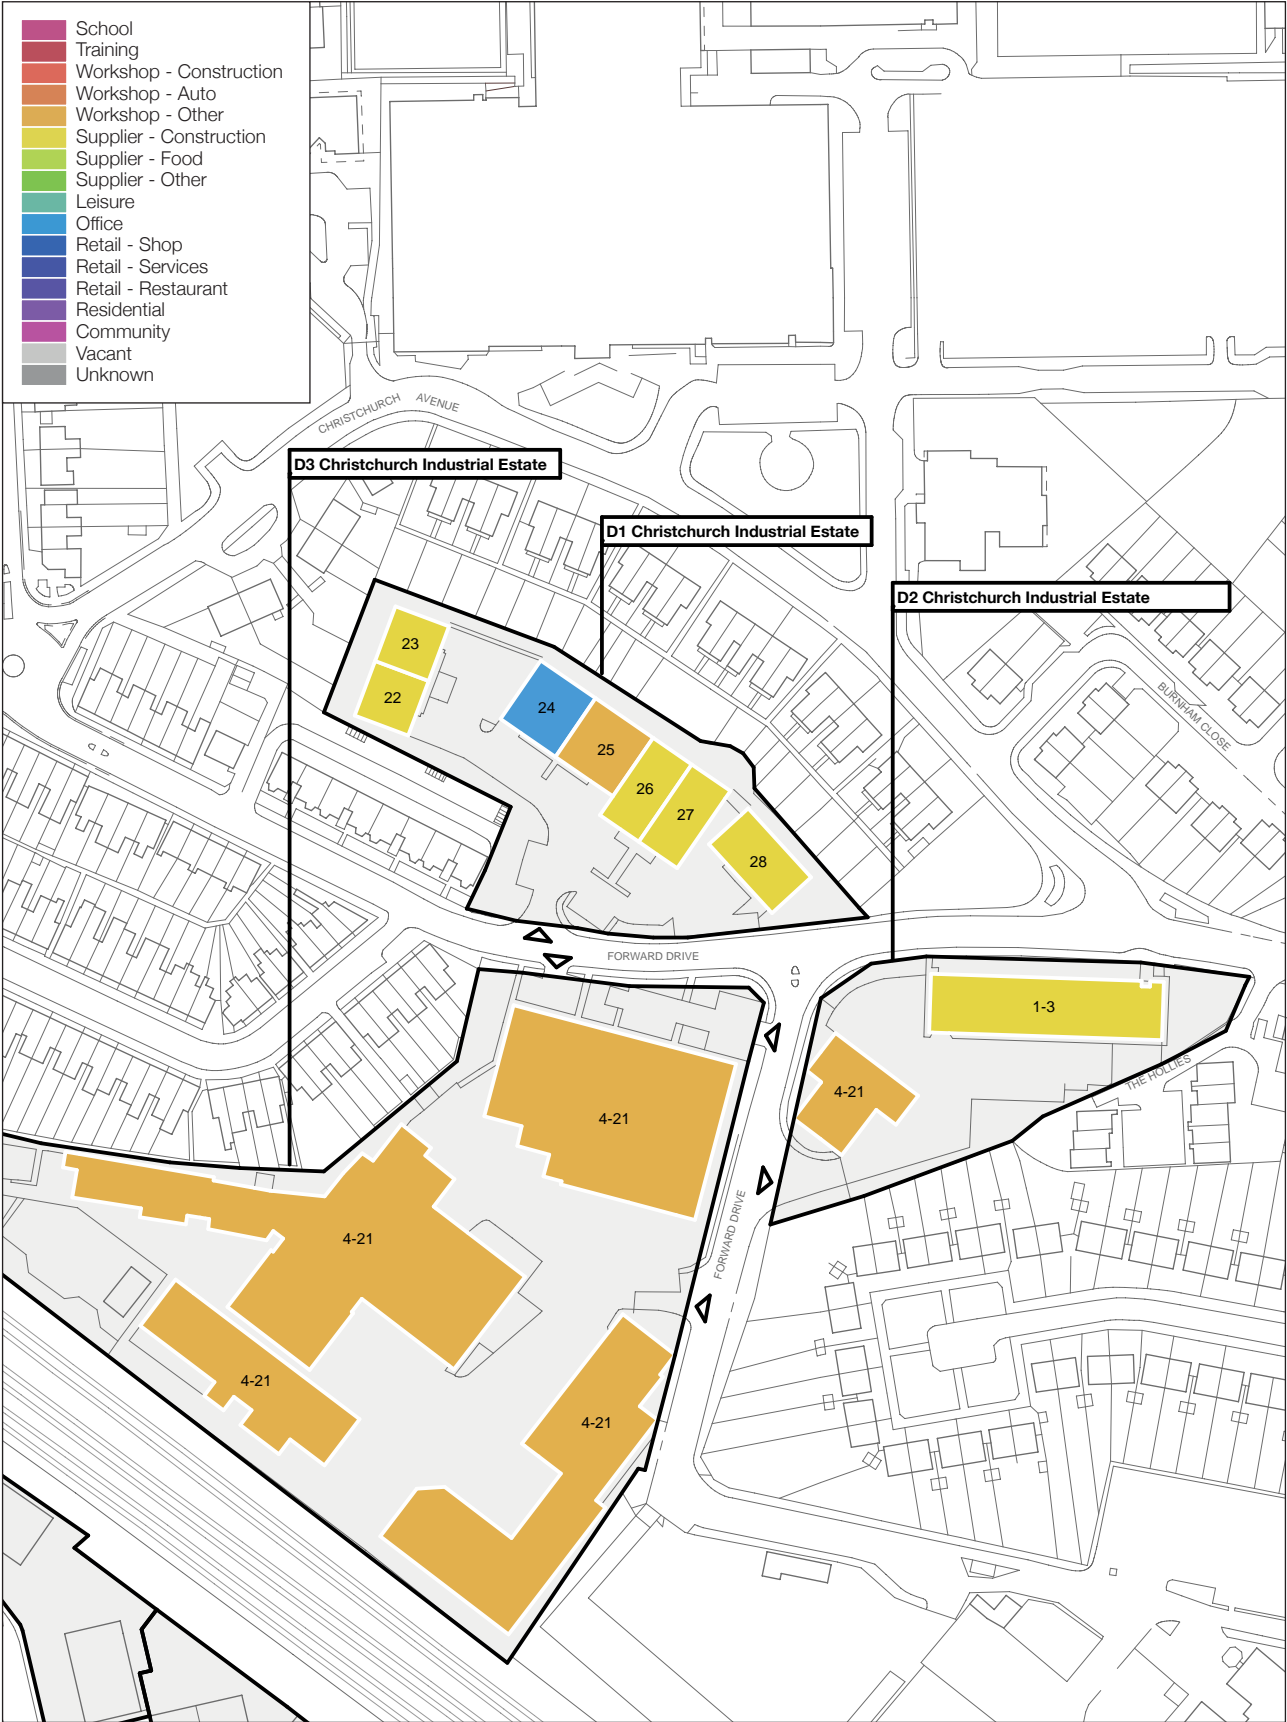 School
Training
Workshop - Construction
Workshop - Auto
Workshop - Other
Supplier - Construction
Supplier - Food
Supplier - Other
Leisure
Office
Retail - Shop
Retail - Services
Retail - Restaurant
Residential
Community
Vacant
Unknown
CHRISTCHURCH AVENUE
D3 Christchurch Industrial Estate
D1 Christchurch Industrial Estate
D2 Christchurch Industrial Estate
23
22
24
25
26
27
28
BURNHAM CLOSE
FORWARD DRIVE
1-3
THE HOLLIES
4-21
4-21
FORWARD DRIVE
4-21
4-21
4-21